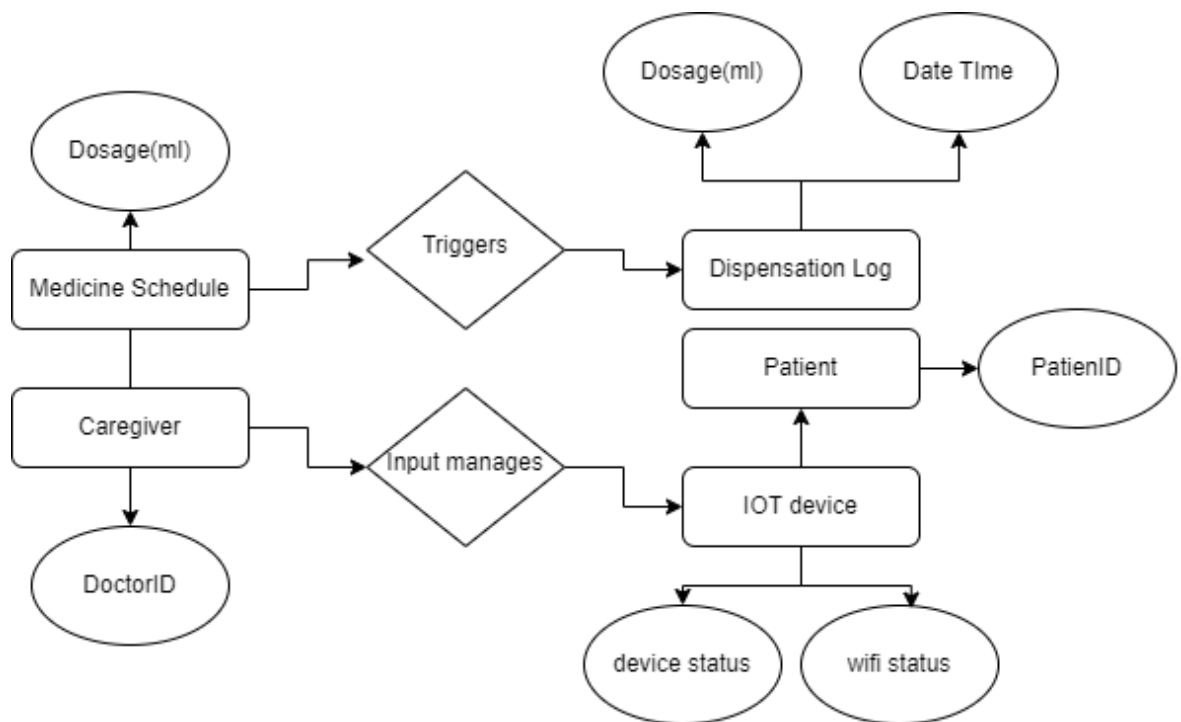 Dosage(ml)
Date TIme
Dosage(ml)
Triggers
Medicine Schedule
Dispensation Log
Patient
PatienID
Caregiver
Input manages
IOT device
DoctorID
device status
wifi status